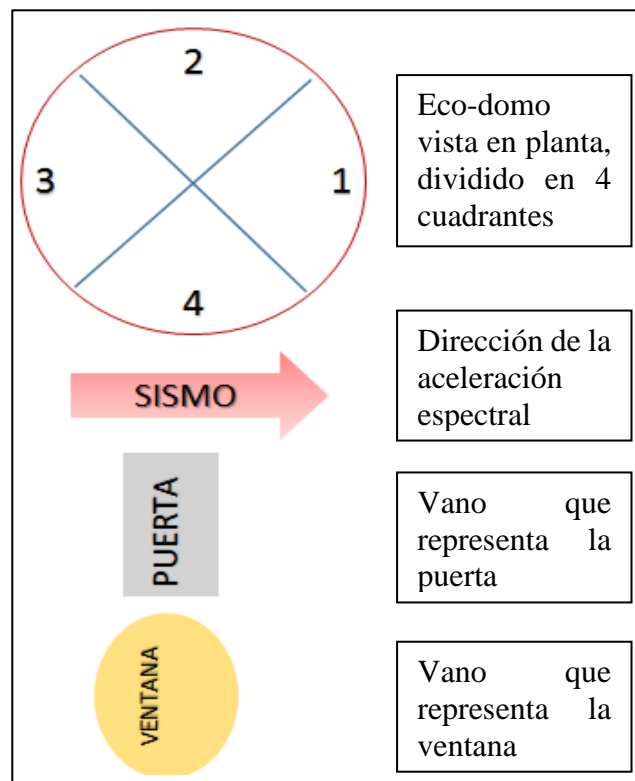 2
3
1
4
Eco-domo
vista en planta,
dividido en 4
cuadrantes
SISMO
Dirección de la
aceleración
espectral
PUERTA
Vano que
representa la
puerta
VENTANA
Vano que
representa la
ventana